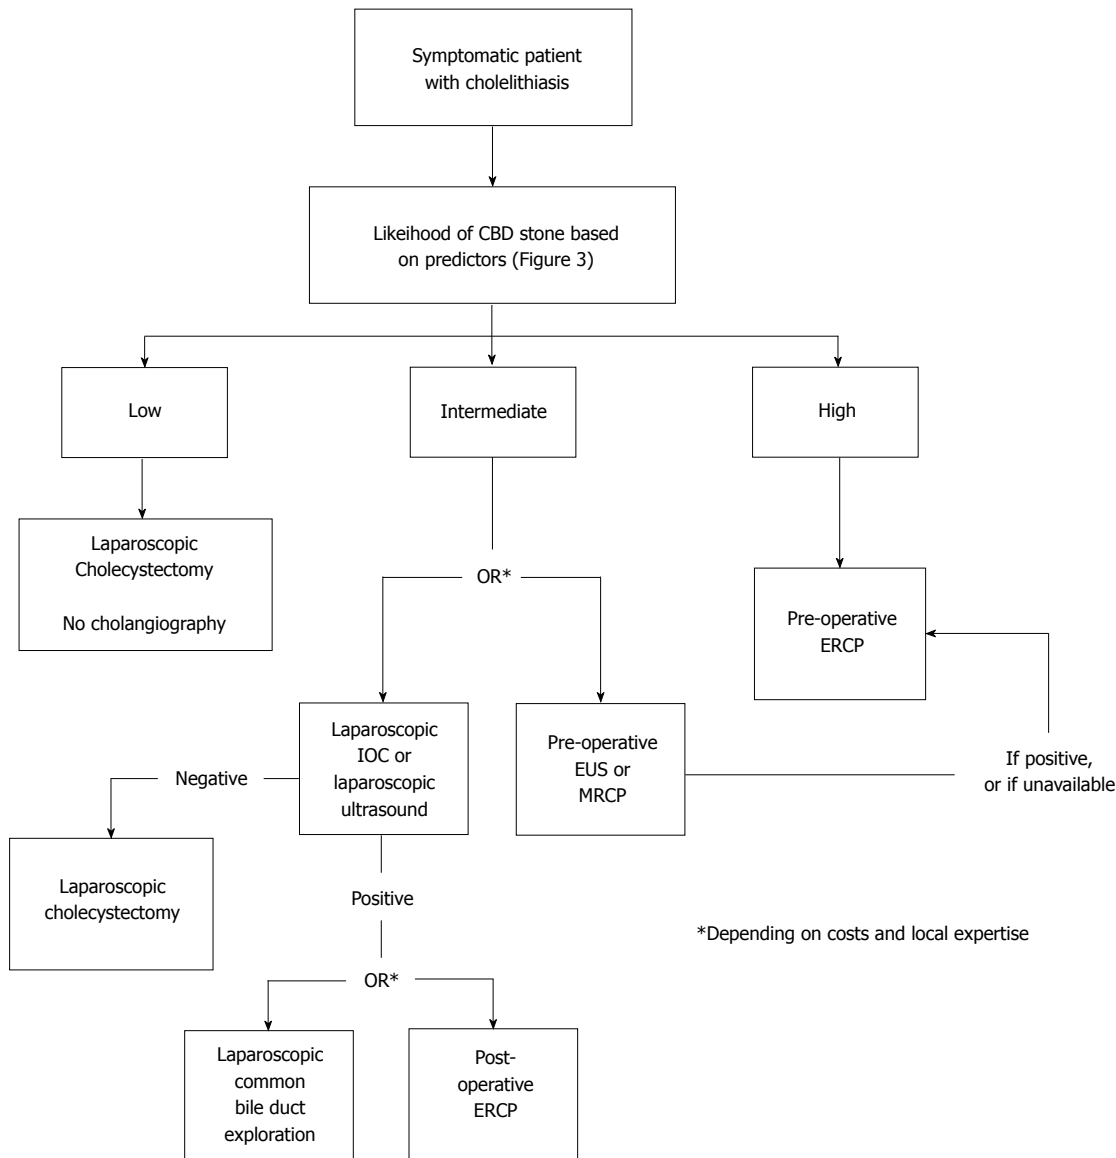 Symptomatic patient
with cholelithiasis
Likeihood of CBD stone based
on predictors (Figure 3)
Low
Intermediate
High
Laparoscopic
Cholecystectomy
No cholangiography
OR*
Pre-operative
ERCP
Laparoscopic
IOC or
laparoscopic
ultrasound
Pre-operative
EUS or
MRCP
If positive,
or if unavailable
Negative
Laparoscopic
cholecystectomy
Positive
*Depending on costs and local expertise
OR*
Laparoscopic
common
bile duct
exploration
Post-
operative
ERCP